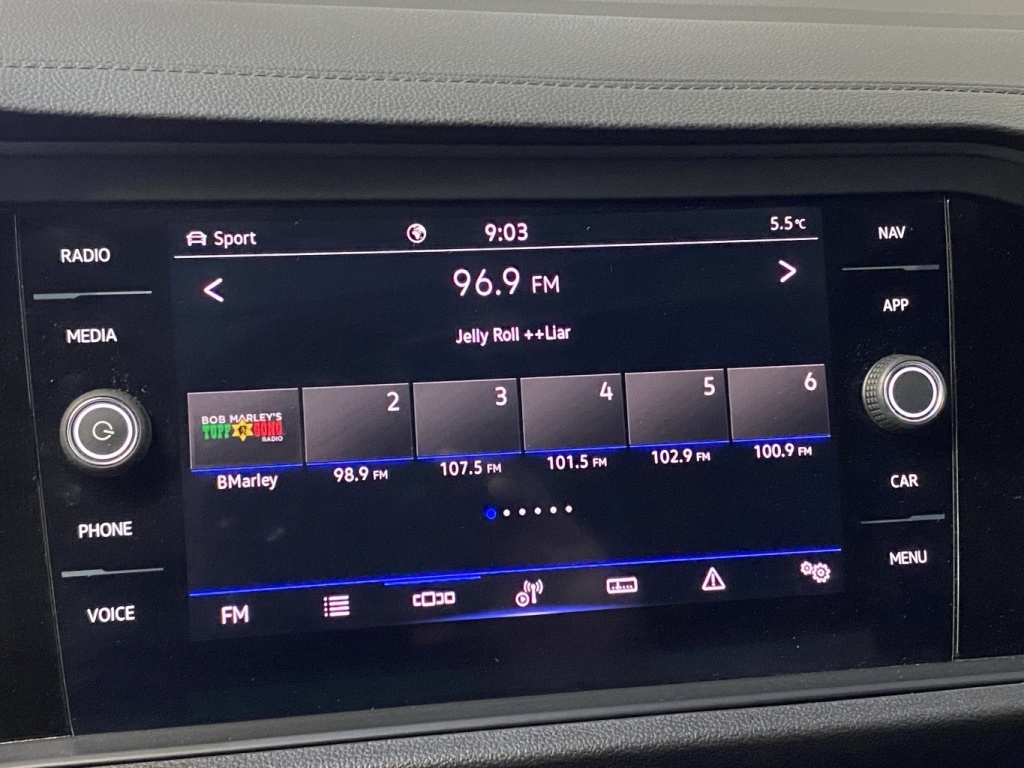 RADIO
MEDIA
PHONE
VOICE
Sport
9:03
5.5°C
<
96.9 FM
>
Jelly Roll ++Liar
BOB MARLEY'S
TUFF GONG
RADIO
2
3
4
5
6
BMarley
98.9 FM
107.5 FM
101.5 FM
102.9 FM
100.9 FM
FM
NAV
APP
CAR
MENU